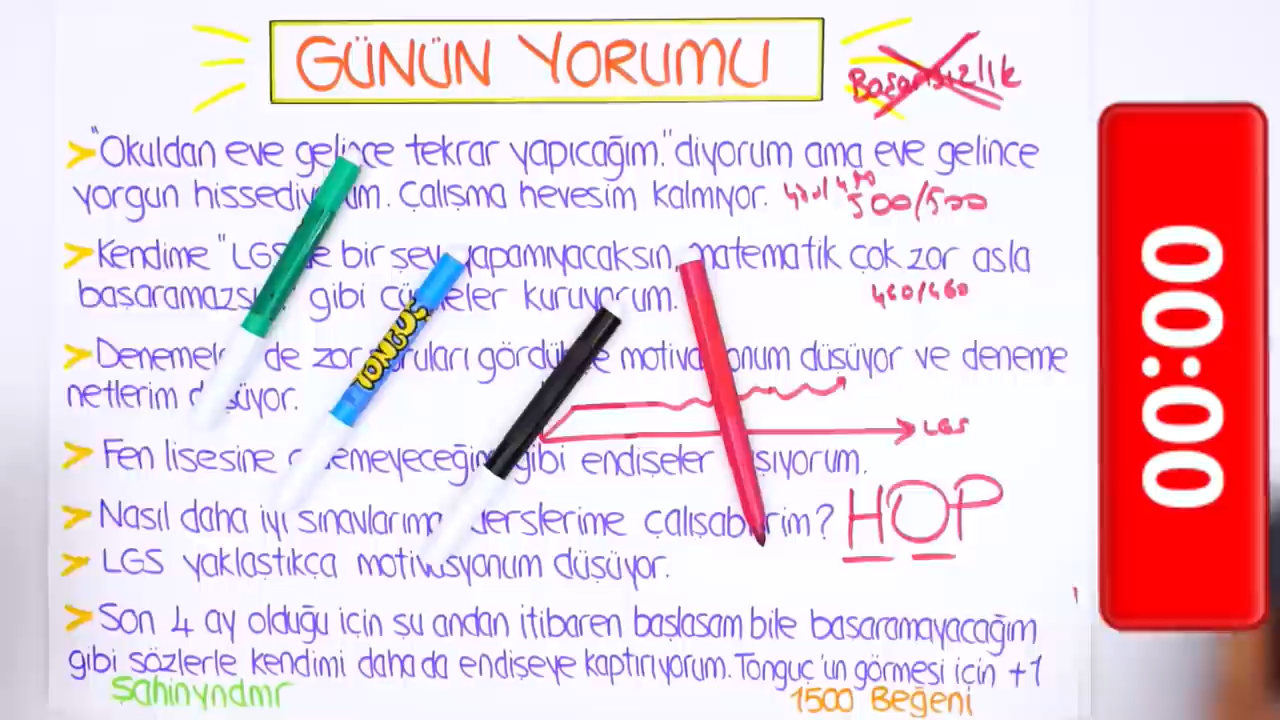 GÜNÜN YORUMU
Başarısızlık
"Okuldan eve gelince tekrar yapıcağım." diyorum ama eve gelince
yorgun hissediyorum. Çalışma hevesim kalmıyor.
500/500
Kendime "LGS'de bir şey yapamıyacaksın, matematik çok zor asla
başaramazsın" gibi cümleler kuruyorum.
460/460
Denemelerde zor soruları gördükçe motivasyonum düşüyor ve deneme
netlerim düşüyor.
LGS
Fen lisesine gibi endişeler taşıyorum.
Nasıl daha iyi sınavlarıma derslerime çalışabilirim?
HOP
LGS yaklaştıkça motivasyonum düşüyor.
Son 4 ay olduğu için şu andan itibaren başlasam bile başaramayacağım
gibi sözlerle kendimi daha da endişeye kaptırıyorum. Tonguç'un görmesi için +1
Şahinyndmr
1500 Beğeni
TONGUÇ
00:00